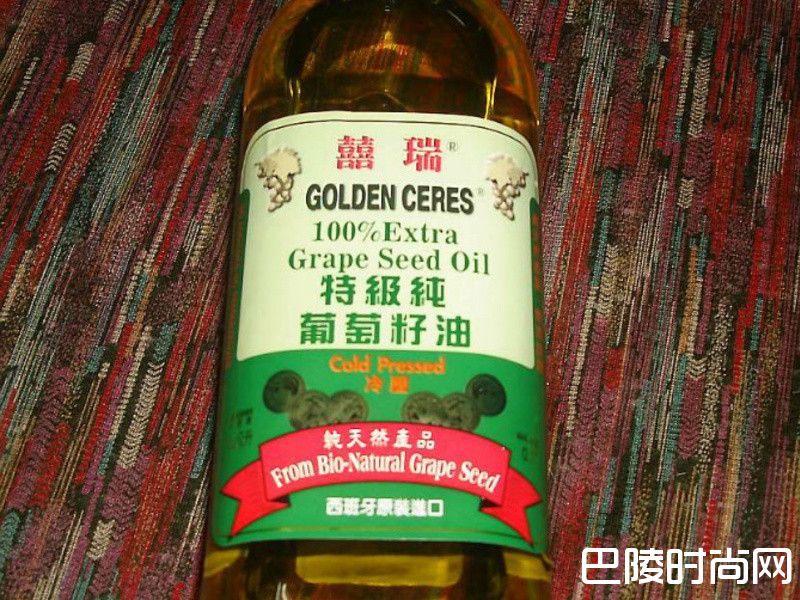 囍瑞®
GOLDEN CERES®
100%Extra
Grape Seed Oil
特級純
葡萄籽油
Cold Pressed
冷壓
純天然產品
From Bio-Natural Grape Seed
西班牙原裝進口
巴陵时尚网